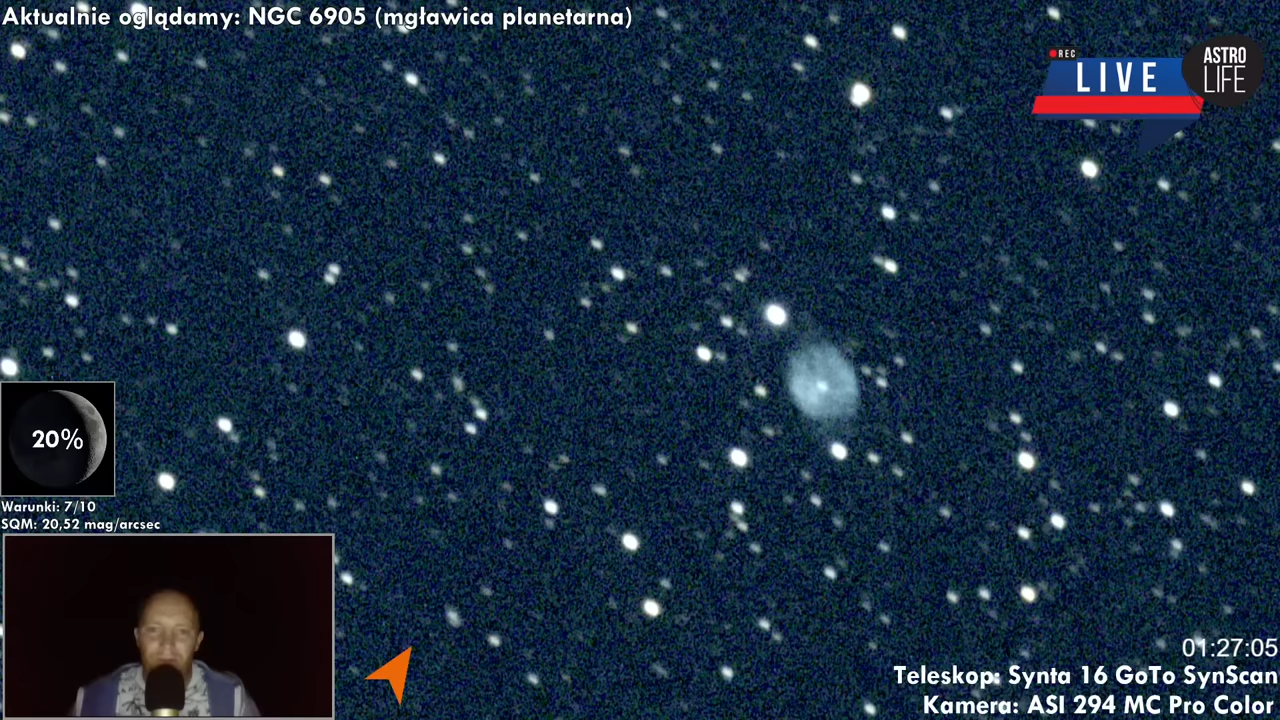 Aktualnie oglądamy: NGC 6905 (mgławica planetarna)
REC
LIVE
ASTRO
LIFE
20%
Warunki: 7/10
SQM: 20,52 mag/arcsec
01:27:05
Teleskop: Synta 16 GoTo SynScan
Kamera: ASI 294 MC Pro Color